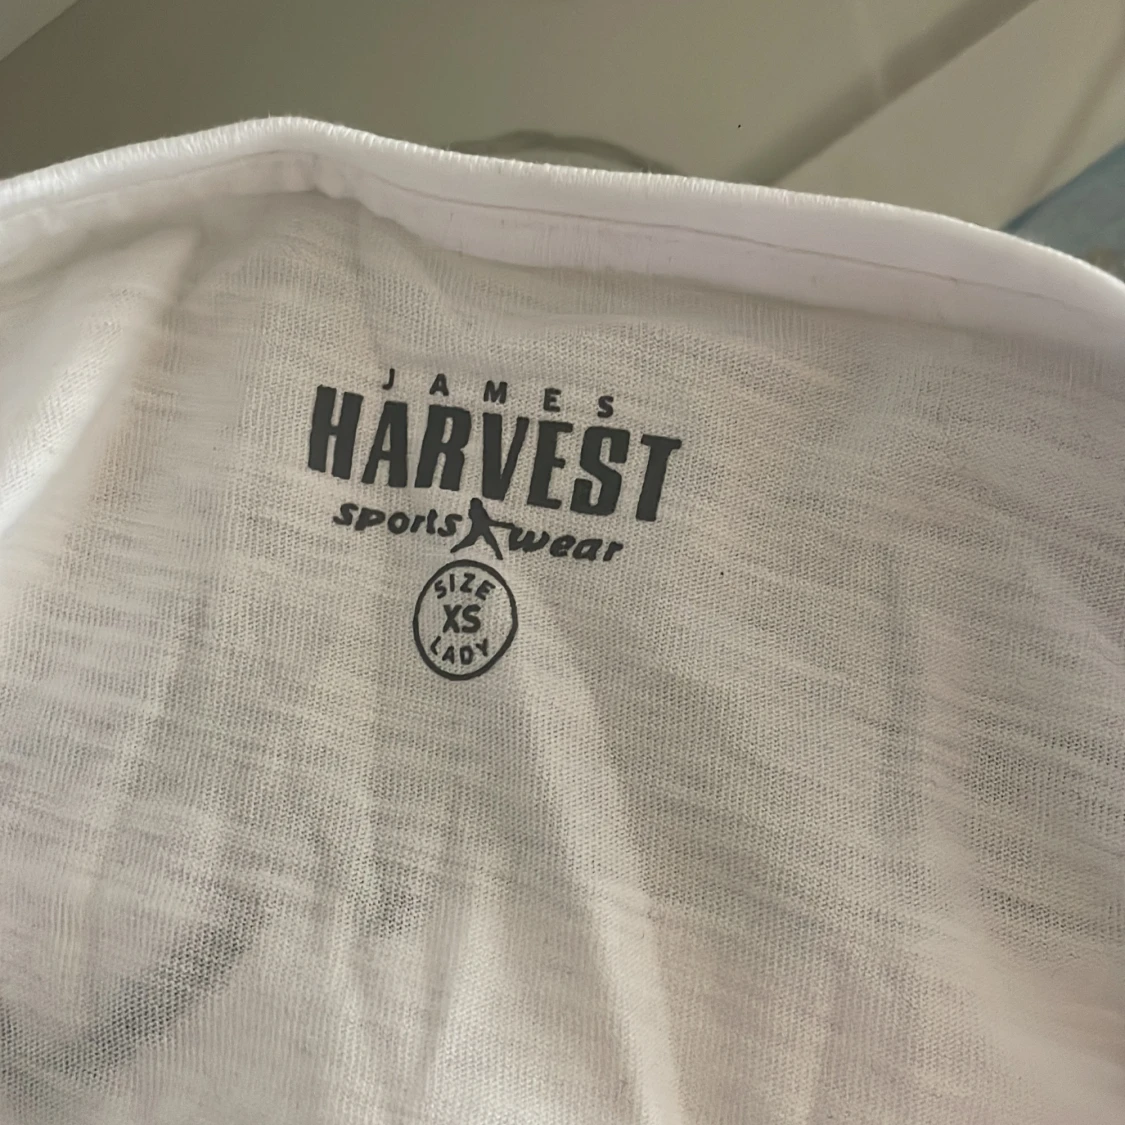 JAMES
HARVEST
sports wear
SIZE
XS
LADY